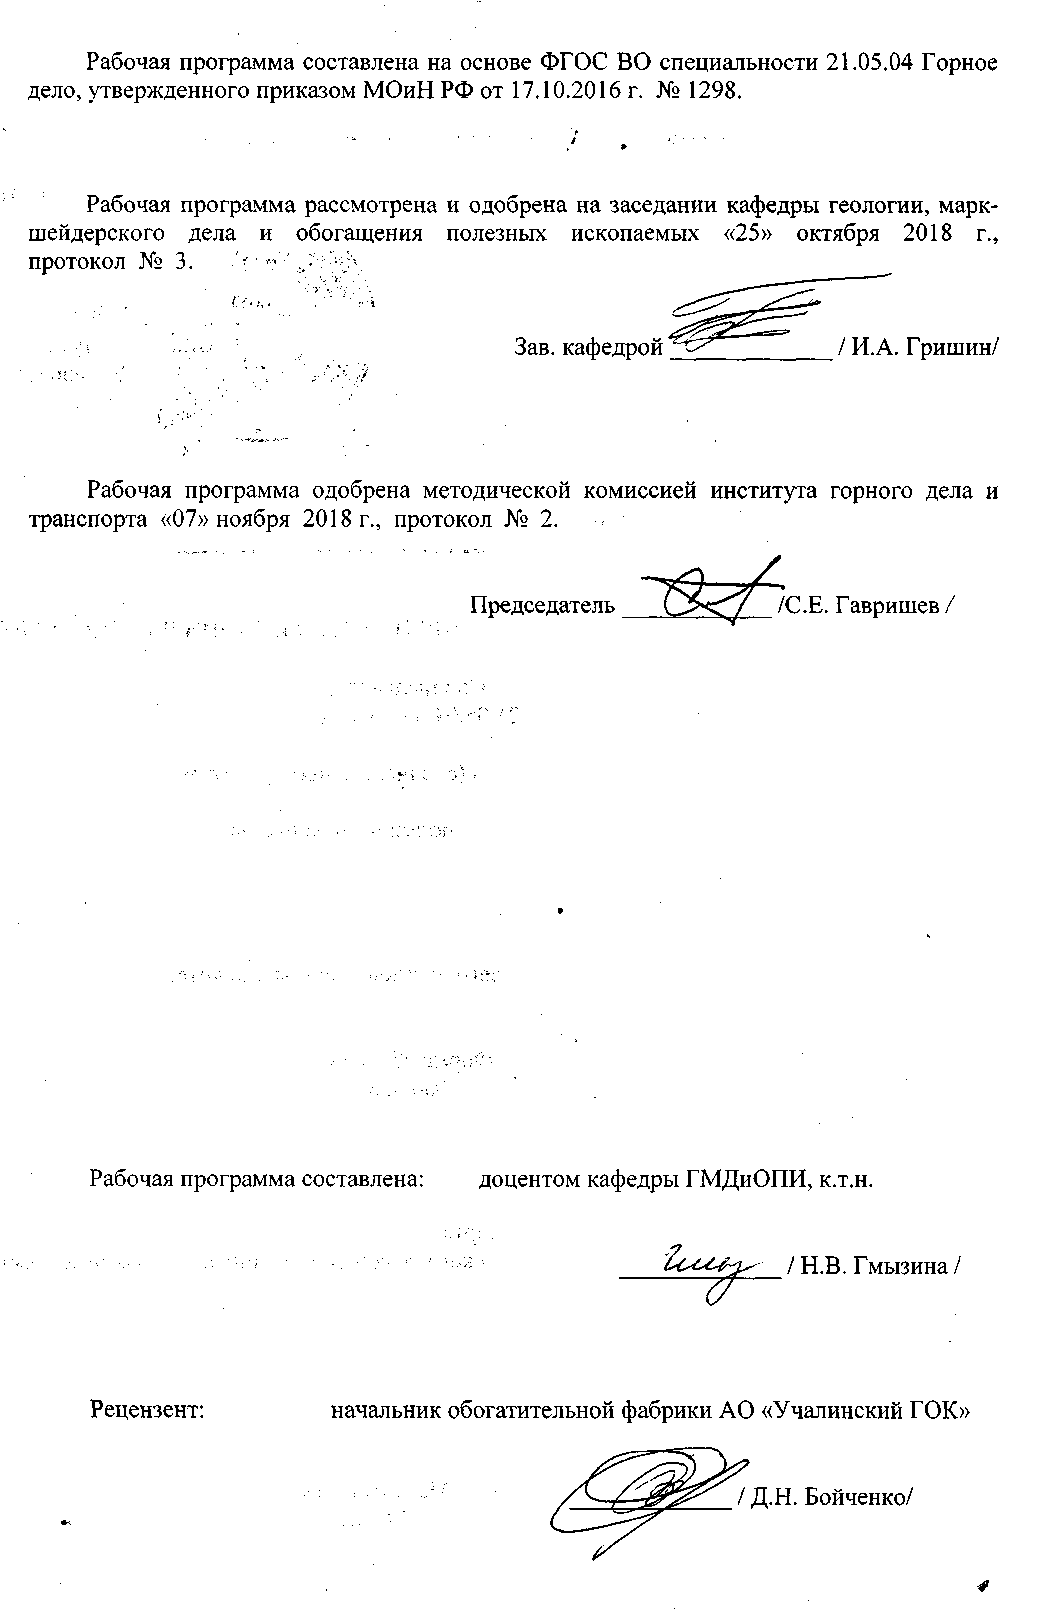 Рабочая программа составлена на основе ФГОС ВО специальности 21.05.04 Горное
дело, утвержденного приказом МОиН РФ от 17.10.2016 г. № 1298.
Рабочая программа рассмотрена и одобрена на заседании кафедры геологии, марк-
шейдерского дела и обогащения полезных ископаемых «25» октября 2018 г.,
протокол № 3.
Зав. кафедрой _____________ / И.А. Гришин/
Рабочая программа одобрена методической комиссией института горного дела и
транспорта «07» ноября 2018 г., протокол № 2.
Председатель ____________ /С.Е. Гавришев /
Рабочая программа составлена: доцентом кафедры ГМДиОПИ, к.т.н.
_____________ / Н.В. Гмызина /
Рецензент: начальник обогатительной фабрики АО «Учалинский ГОК»
_____________ / Д.Н. Бойченко/